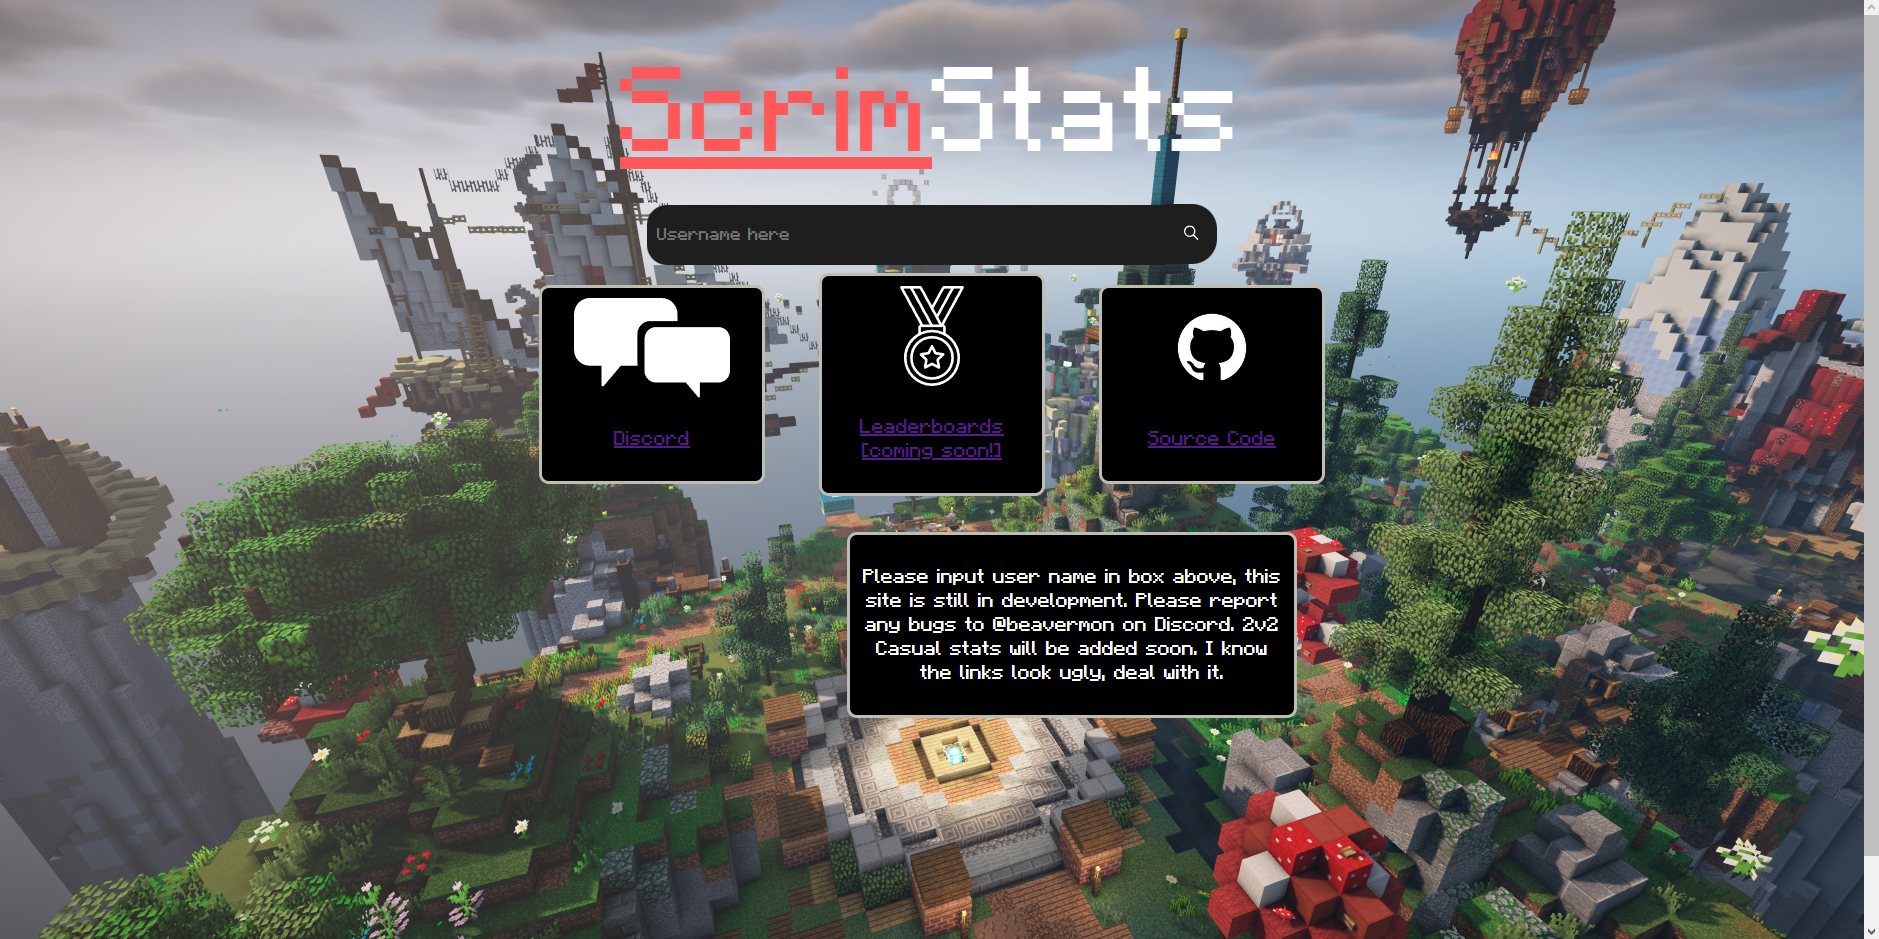 ScrimStats
Username here
Discord
Leaderboards
[coming soon!]
Source Code
Please input user name in box above, this
site is still in development. Please report
any bugs to @beavermon on Discord. 2v2
Casual stats will be added soon. I know
the links look ugly, deal with it.